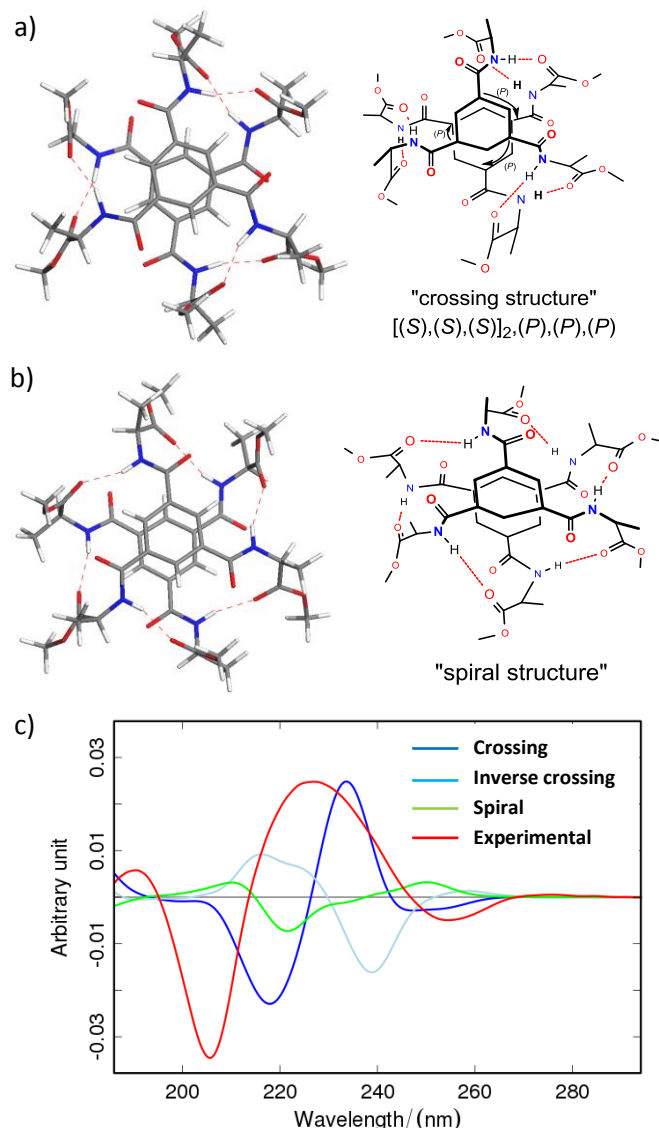 a)
"crossing structure"
[(S),(S),(S)]2,(P),(P),(P)
b)
"spiral structure"
c)
Arbitrary unit
0.03
0.01
-0.01
-0.03
Crossing
Inverse crossing
Spiral
Experimental
200 220 240 260 280
Wavelength/(nm)